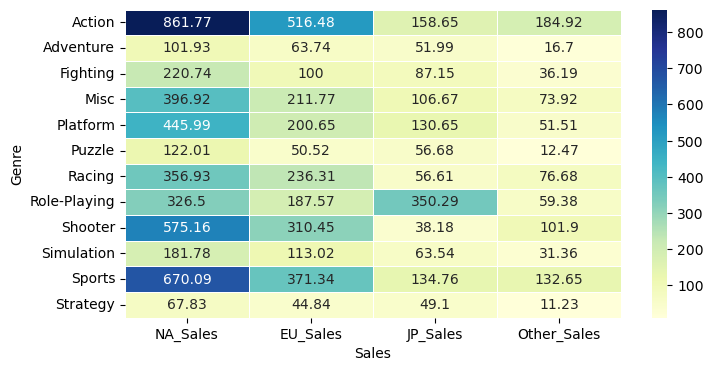 Genre
Action 861.77 516.48 158.65 184.92
Adventure 101.93 63.74 51.99 16.7
Fighting 220.74 100 87.15 36.19
Misc 396.92 211.77 106.67 73.92
Platform 445.99 200.65 130.65 51.51
Puzzle 122.01 50.52 56.68 12.47
Racing 356.93 236.31 56.61 76.68
Role-Playing 326.5 187.57 350.29 59.38
Shooter 575.16 310.45 38.18 101.9
Simulation 181.78 113.02 63.54 31.36
Sports 670.09 371.34 134.76 132.65
Strategy 67.83 44.84 49.1 11.23
NA_Sales EU_Sales JP_Sales Other_Sales
Sales
800
700
600
500
400
300
200
100